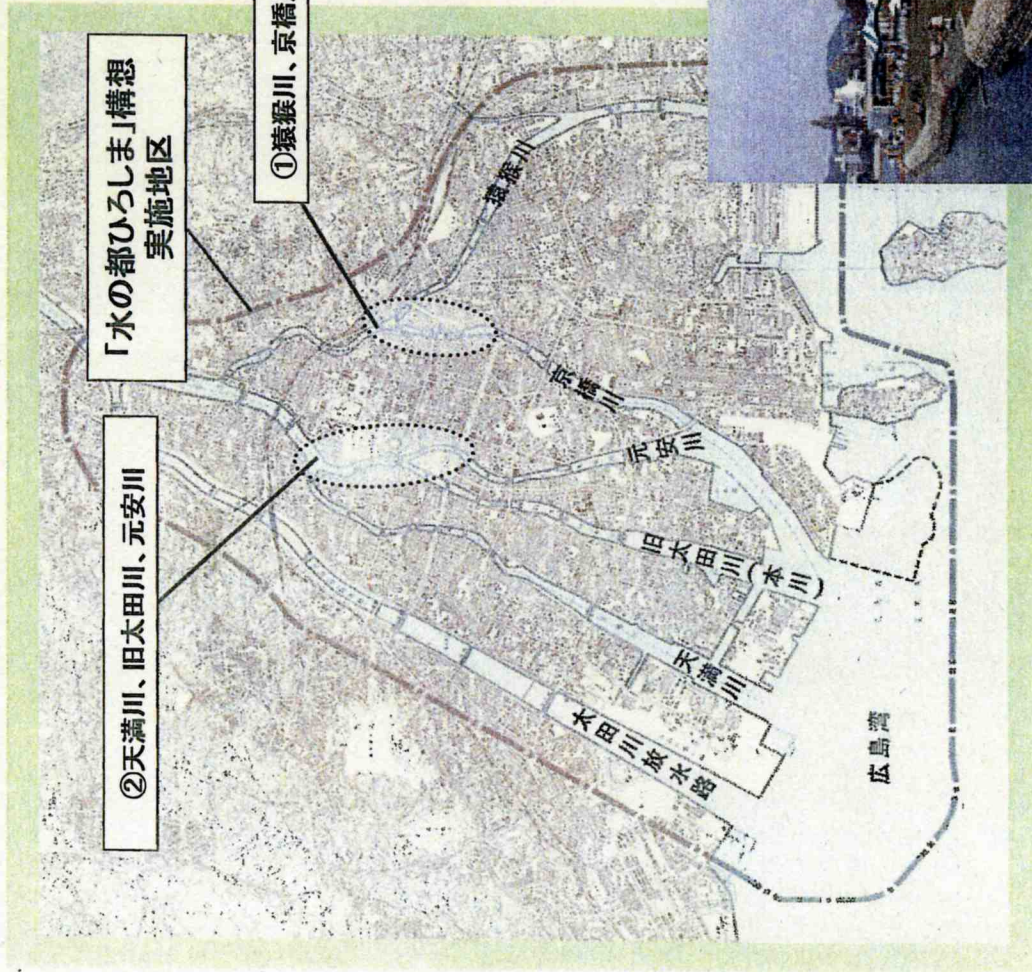 「水の都ひろしま」構想
実施地区
①猿猴川、京橋
②天満川、旧太田川、元安川
猿猴川
京橋川
元安川
旧太田川(本川)
天満川
太田川放水路
広島湾